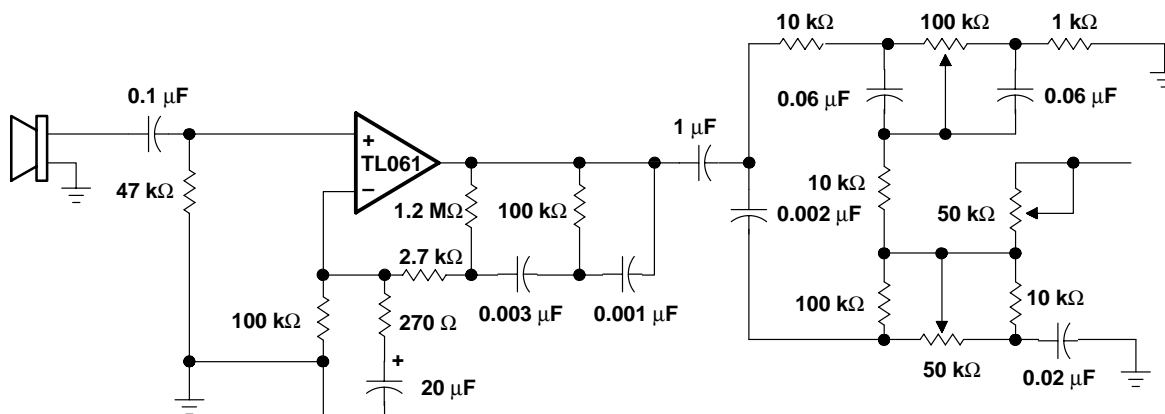 10 kΩ
100 kΩ
1 kΩ
0.1 μF
0.06 μF
0.06 μF
1 μF
+
TL061
−
47 kΩ
1.2 MΩ
100 kΩ
10 kΩ
0.002 μF
50 kΩ
2.7 kΩ
0.003 μF
0.001 μF
100 kΩ
270 Ω
100 kΩ
10 kΩ
+
20 μF
50 kΩ
0.02 μF